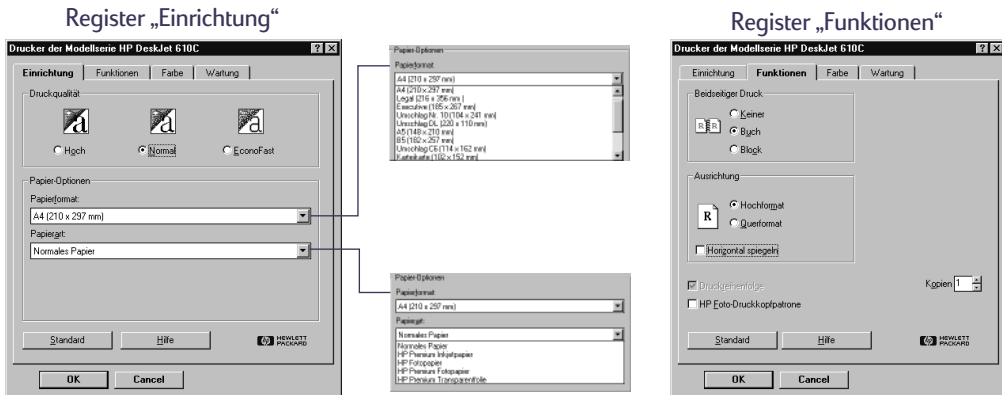 Register „Einrichtung“
Drucker der Modellserie HP DeskJet 610C
Einrichtung Funktionen Farbe Wartung
Druckqualität
Hoch Normal EconoFast
Papier-Optionen
Papierformat:
A4 (210 x 297 mm)
Papierart:
Normales Papier
Standard Hilfe HEWLETT PACKARD
OK Cancel
Papier-Optionen
Papierformat:
A4 (210 x 297 mm)
A4 (210 x 297 mm)
Legal (216 x 356 mm)
Executive (185 x 267 mm)
Umschlag Nr. 10 (104 x 241 mm)
Umschlag DL (220 x 110 mm)
A5 (148 x 210 mm)
B5 (182 x 257 mm)
Umschlag C6 (114 x 162 mm)
Karteikarte (102 x 152 mm)
Papier-Optionen
Papierformat:
A4 (210 x 297 mm)
Papierart:
Normales Papier
Normales Papier
HP Premium Inkjetpapier
HP Fotopapier
HP Premium Fotopapier
HP Premium Transparentfolie
Register „Funktionen“
Drucker der Modellserie HP DeskJet 610C
Einrichtung Funktionen Farbe Wartung
Beidseitiger Druck
Keiner
Buch
Block
Ausrichtung
R
Hochformat
Querformat
Horizontal spiegeln
Druckreihenfolge
Kopien 1
HP Foto-Druckkopfpatrone
Standard Hilfe HEWLETT PACKARD
OK Cancel